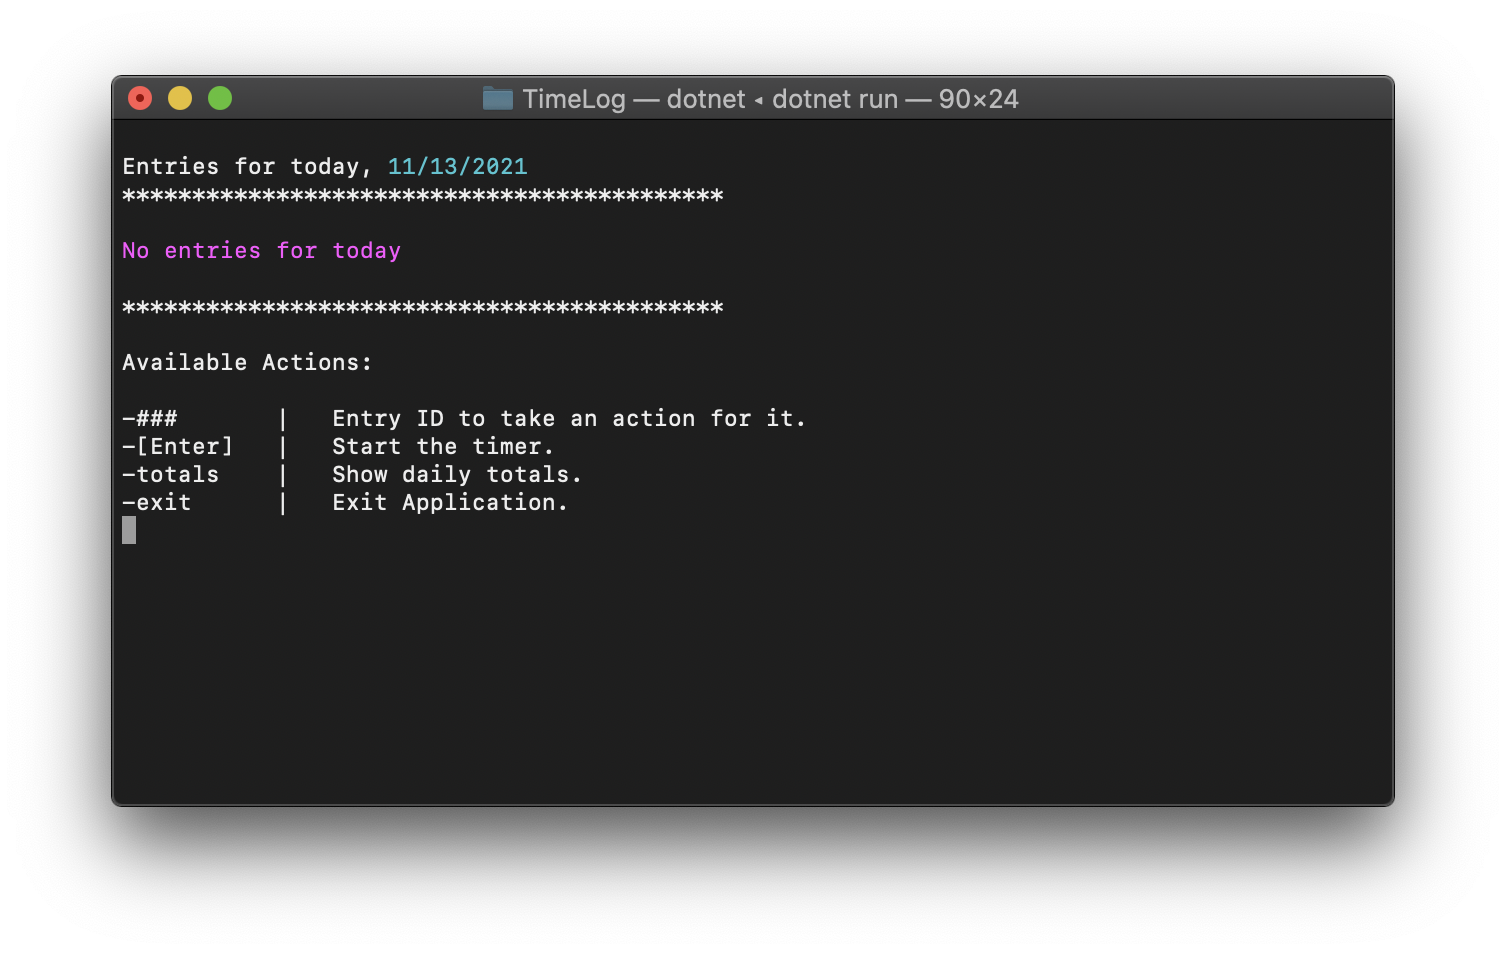 TimeLog — dotnet ◂ dotnet run — 90×24
Entries for today, 11/13/2021
*******************************************
No entries for today
*******************************************
Available Actions:
-###       |   Entry ID to take an action for it.
-[Enter]   |   Start the timer.
-totals    |   Show daily totals.
-exit      |   Exit Application.